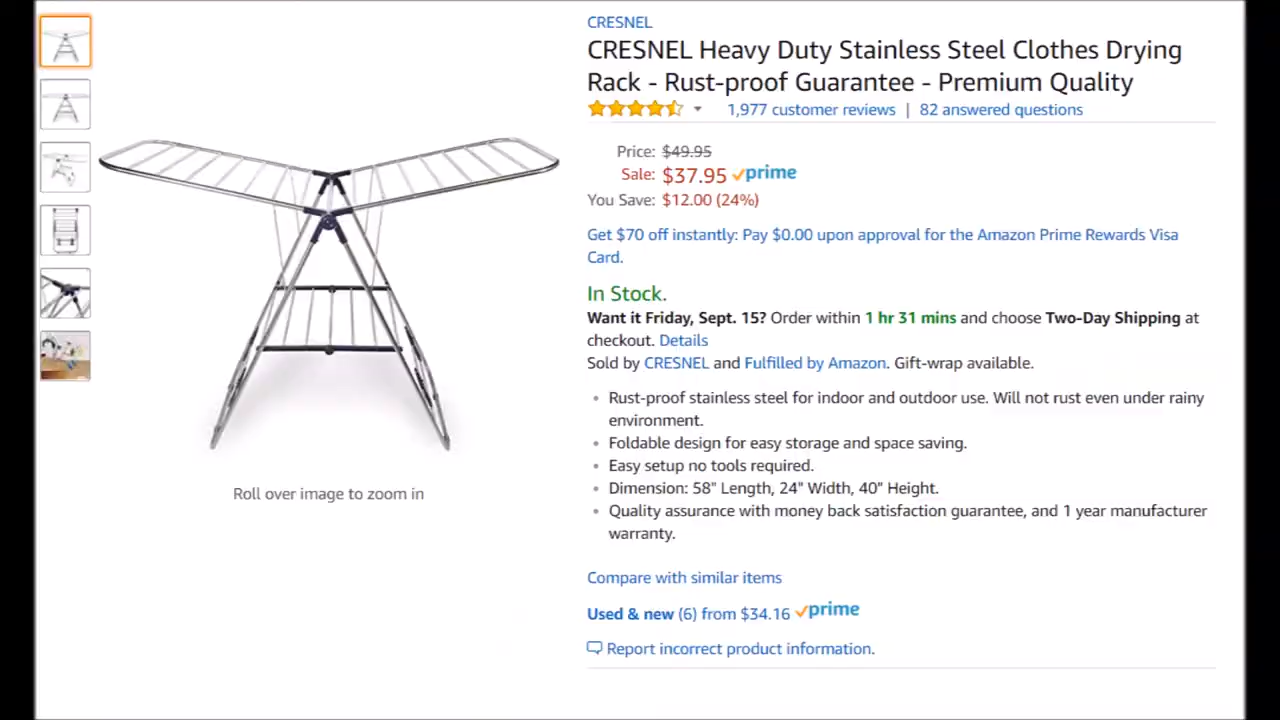 CRESNEL
CRESNEL Heavy Duty Stainless Steel Clothes Drying
Rack - Rust-proof Guarantee - Premium Quality
1,977 customer reviews | 82 answered questions
Price: $49.95
Sale: $37.95 prime
You Save: $12.00 (24%)
Get $70 off instantly: Pay $0.00 upon approval for the Amazon Prime Rewards Visa
Card.
In Stock.
Want it Friday, Sept. 15? Order within 1 hr 31 mins and choose Two-Day Shipping at
checkout. Details
Sold by CRESNEL and Fulfilled by Amazon. Gift-wrap available.
• Rust-proof stainless steel for indoor and outdoor use. Will not rust even under rainy
environment.
• Foldable design for easy storage and space saving.
• Easy setup no tools required.
• Dimension: 58" Length, 24" Width, 40" Height.
• Quality assurance with money back satisfaction guarantee, and 1 year manufacturer
warranty.
Roll over image to zoom in
Compare with similar items
Used & new (6) from $34.16 prime
Report incorrect product information.